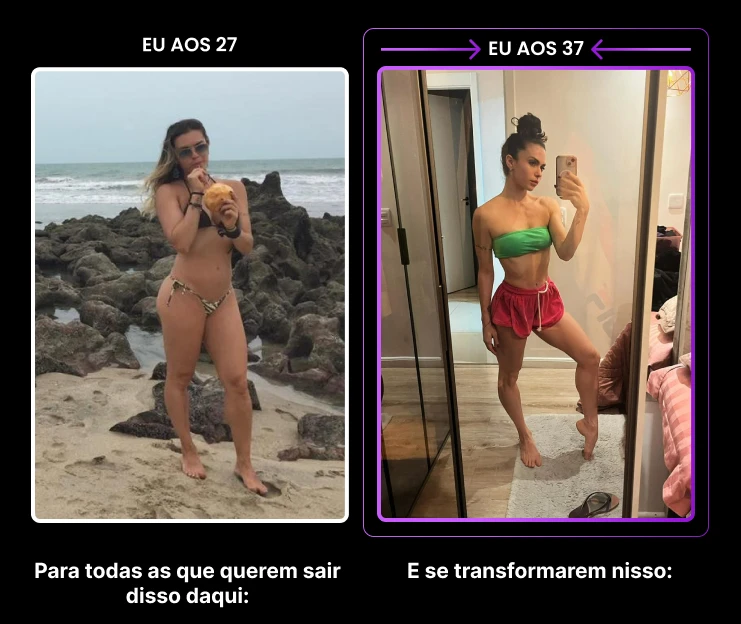 EU AOS 27
EU AOS 37
Para todas as que querem sair
disso daqui:
E se transformarem nisso: